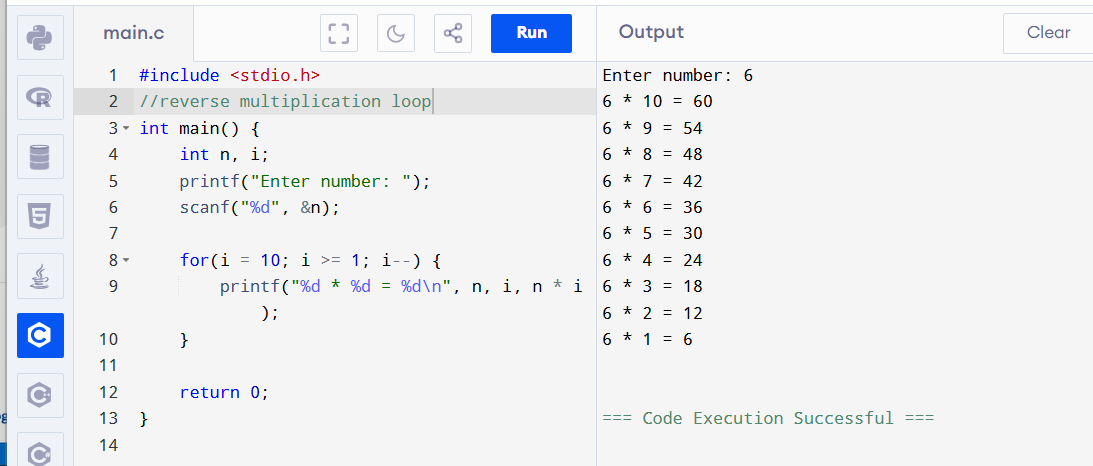 main.c
Run
Output
Clear
1 #include <stdio.h>
2 //reverse multiplication loop
3 int main() {
4 int n, i;
5 printf("Enter number: ");
6 scanf("%d", &n);
7
8 for(i = 10; i >= 1; i--) {
9 printf("%d * %d = %d\n", n, i, n * i
);
10 }
11
12 return 0;
13 }
14
Enter number: 6
6 * 10 = 60
6 * 9 = 54
6 * 8 = 48
6 * 7 = 42
6 * 6 = 36
6 * 5 = 30
6 * 4 = 24
6 * 3 = 18
6 * 2 = 12
6 * 1 = 6
=== Code Execution Successful ===